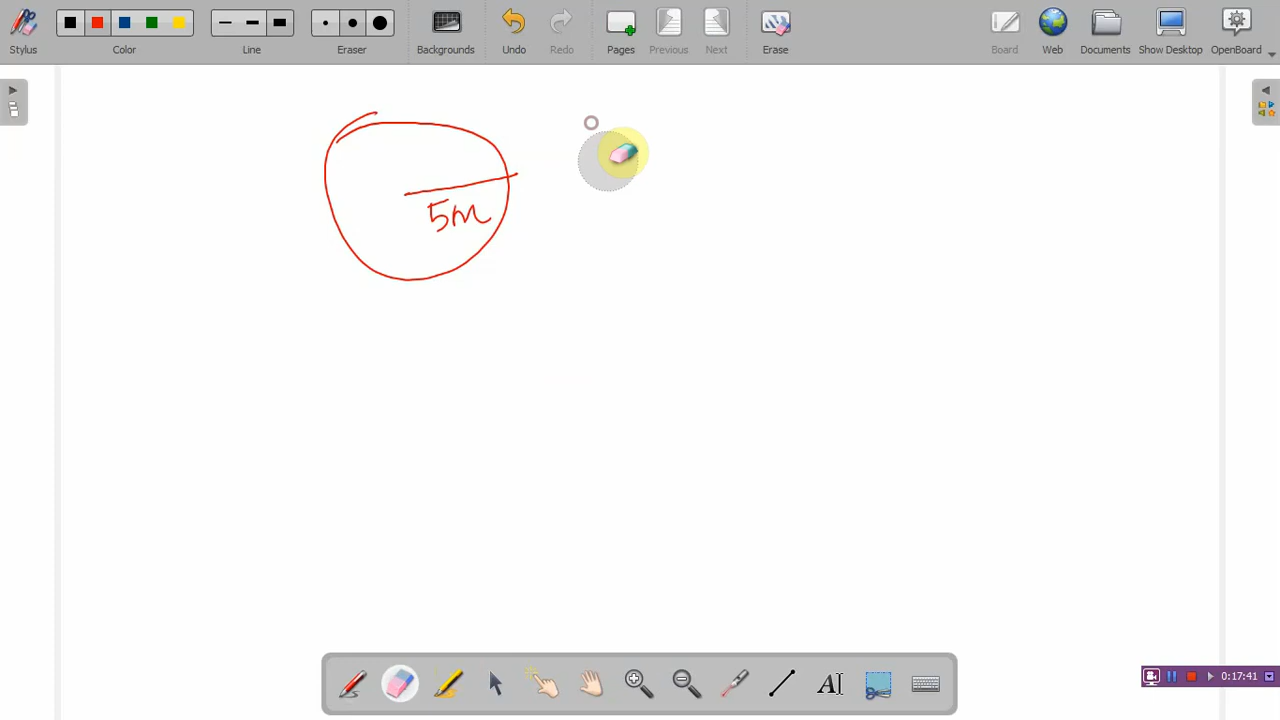 Stylus
Color
Line
Eraser
Backgrounds
Undo
Redo
Pages
Previous
Next
Erase
Board
Web
Documents
Show Desktop
OpenBoard
5m
0:17:41